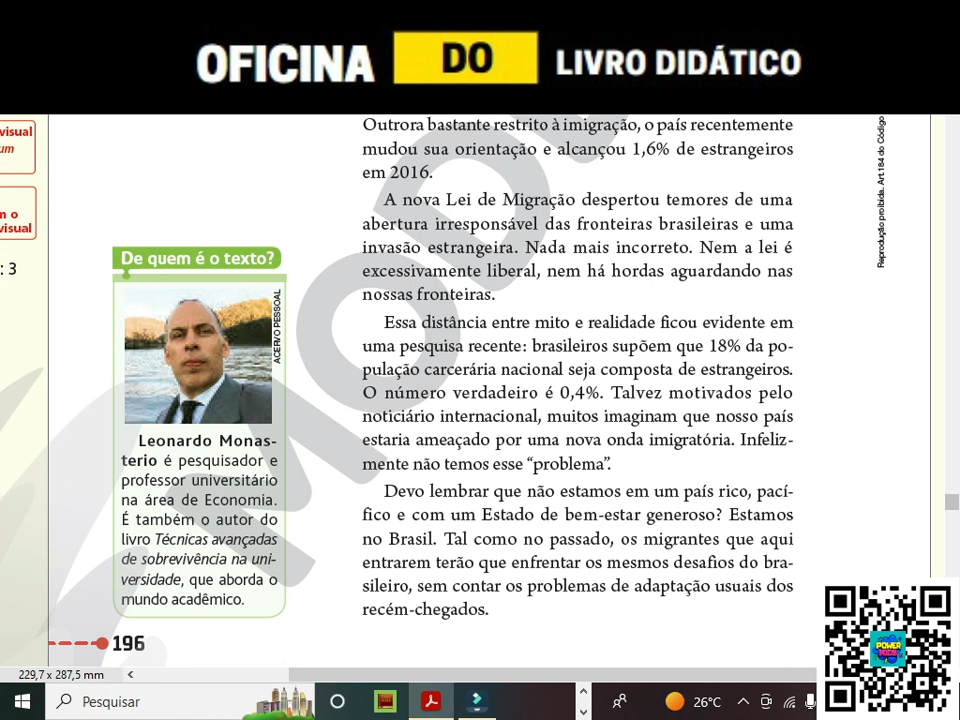 OFICINA DO LIVRO DIDÁTICO
visual
um
m o
visual
: 3
Outrora bastante restrito à imigração, o país recentemente
mudou sua orientação e alcançou 1,6% de estrangeiros
em 2016.
A nova Lei de Migração despertou temores de uma
abertura irresponsável das fronteiras brasileiras e uma
invasão estrangeira. Nada mais incorreto. Nem a lei é
excessivamente liberal, nem há hordas aguardando nas
nossas fronteiras.
Essa distância entre mito e realidade ficou evidente em
uma pesquisa recente: brasileiros supõem que 18% da po-
pulação carcerária nacional seja composta de estrangeiros.
O número verdadeiro é 0,4%. Talvez motivados pelo
noticiário internacional, muitos imaginam que nosso país
estaria ameaçado por uma nova onda imigratória. Infeliz-
mente não temos esse “problema”.
Devo lembrar que não estamos em um país rico, pací-
fico e com um Estado de bem-estar generoso? Estamos
no Brasil. Tal como no passado, os migrantes que aqui
entrarem terão que enfrentar os mesmos desafios do bra-
sileiro, sem contar os problemas de adaptação usuais dos
recém-chegados.
De quem é o texto?
ACERVO PESSOAL
Leonardo Monas-
terio é pesquisador e
professor universitário
na área de Economia.
É também o autor do
livro Técnicas avançadas
de sobrevivência na uni-
versidade, que aborda o
mundo acadêmico.
Reprodução proibida. Art.184 do Código
196
229,7 x 287,5 mm
Pesquisar
26°C
POWER